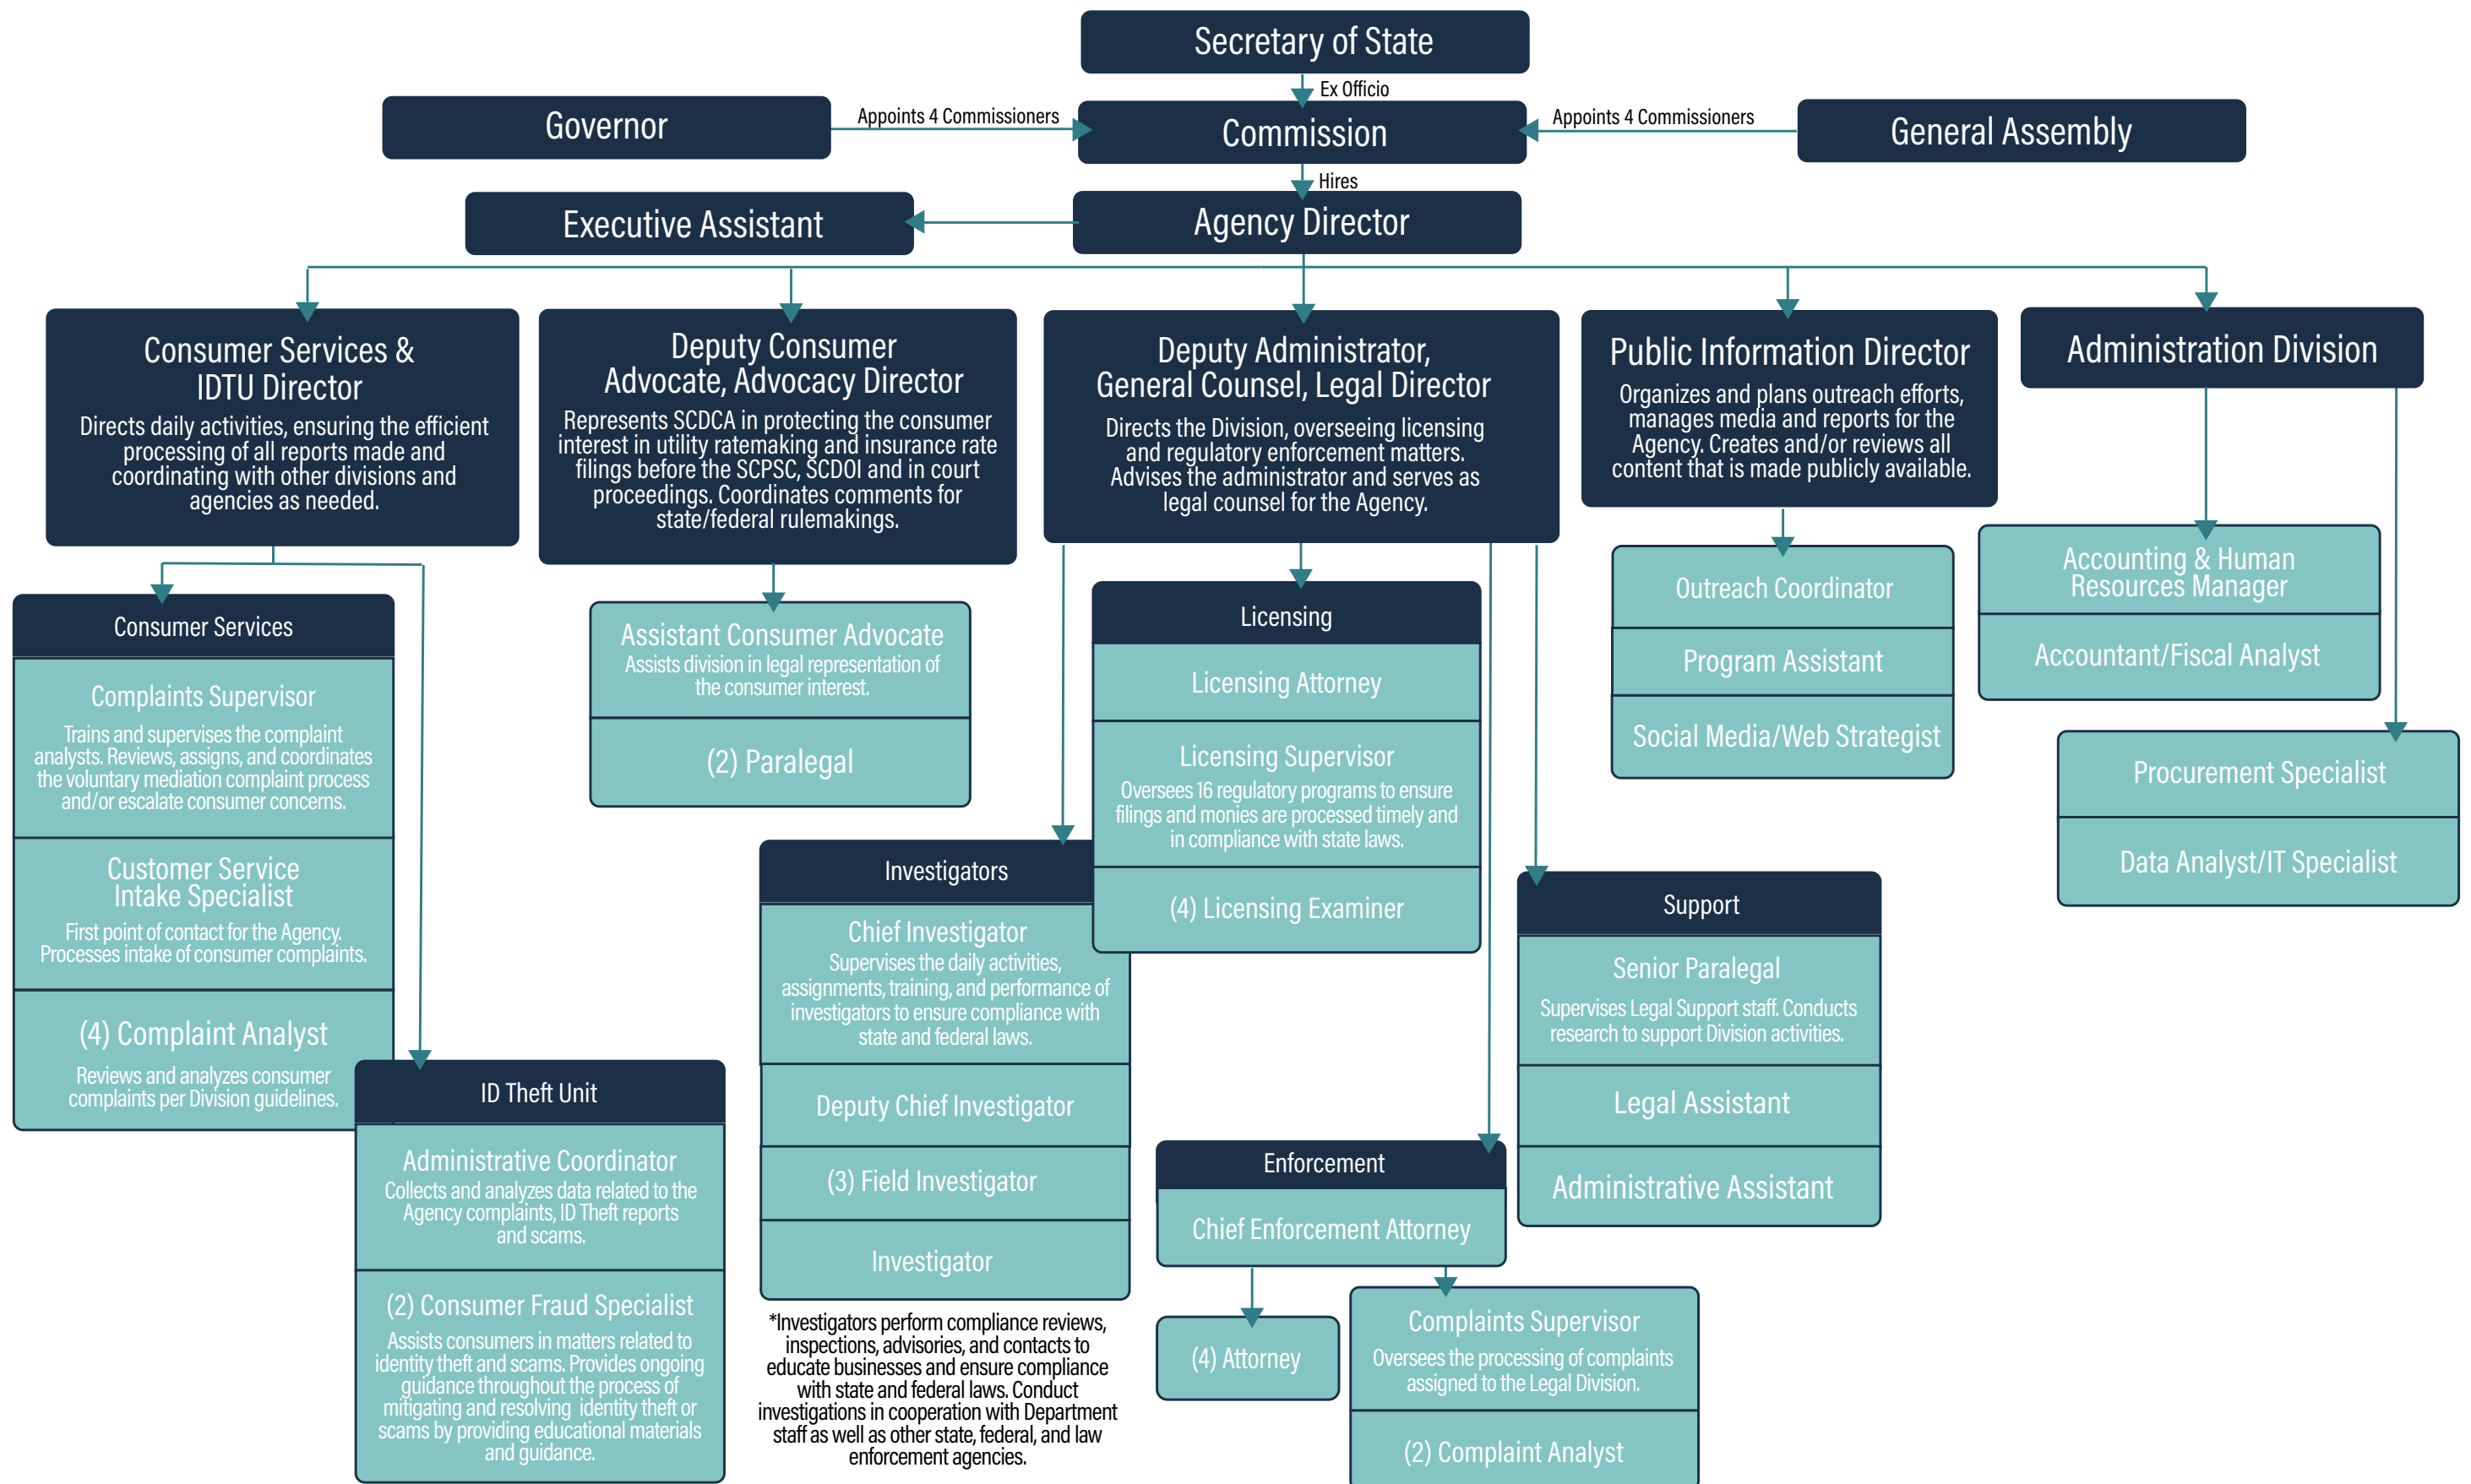 Secretary of State
Ex Officio
Governor
Appoints 4 Commissioners
Commission
Appoints 4 Commissioners
General Assembly
Hires
Executive Assistant
Agency Director
Consumer Services &
IDTU Director
Directs daily activities, ensuring the efficient
processing of all reports made and
coordinating with other divisions and
agencies as needed.
Deputy Consumer
Advocate, Advocacy Director
Represents SCDCA in protecting the consumer
interest in utility ratemaking and insurance rate
filings before the SCPSC, SCDOI and in court
proceedings. Coordinates comments for
state/federal rulemakings.
Deputy Administrator,
General Counsel, Legal Director
Directs the Division, overseeing licensing
and regulatory enforcement matters.
Advises the administrator and serves as
legal counsel for the Agency.
Public Information Director
Organizes and plans outreach efforts,
manages media and reports for the
Agency. Creates and/or reviews all
content that is made publicly available.
Administration Division
Consumer Services
Complaints Supervisor
Trains and supervises the complaint
analysts. Reviews, assigns, and coordinates
the voluntary mediation complaint process
and/or escalate consumer concerns.
Customer Service
Intake Specialist
First point of contact for the Agency.
Processes intake of consumer complaints.
(4) Complaint Analyst
Reviews and analyzes consumer
complaints per Division guidelines.
ID Theft Unit
Administrative Coordinator
Collects and analyzes data related to the
Agency complaints, ID Theft reports
and scams.
(2) Consumer Fraud Specialist
Assists consumers in matters related to
identity theft and scams. Provides ongoing
guidance throughout the process of
mitigating and resolving identity theft or
scams by providing educational materials
and guidance.
Assistant Consumer Advocate
Assists division in legal representation of
the consumer interest.
(2) Paralegal
Investigators
Chief Investigator
Supervises the daily activities,
assignments, training, and performance of
investigators to ensure compliance with
state and federal laws.
Deputy Chief Investigator
(3) Field Investigator
Investigator
*Investigators perform compliance reviews,
inspections, advisories, and contacts to
educate businesses and ensure compliance
with state and federal laws. Conduct
investigations in cooperation with Department
staff as well as other state, federal, and law
enforcement agencies.
Licensing
Licensing Attorney
Licensing Supervisor
Oversees 16 regulatory programs to ensure
filings and monies are processed timely and
in compliance with state laws.
(4) Licensing Examiner
Enforcement
Chief Enforcement Attorney
(4) Attorney
Complaints Supervisor
Oversees the processing of complaints
assigned to the Legal Division.
(2) Complaint Analyst
Support
Senior Paralegal
Supervises Legal Support staff. Conducts
research to support Division activities.
Legal Assistant
Administrative Assistant
Outreach Coordinator
Program Assistant
Social Media/Web Strategist
Accounting & Human
Resources Manager
Accountant/Fiscal Analyst
Procurement Specialist
Data Analyst/IT Specialist